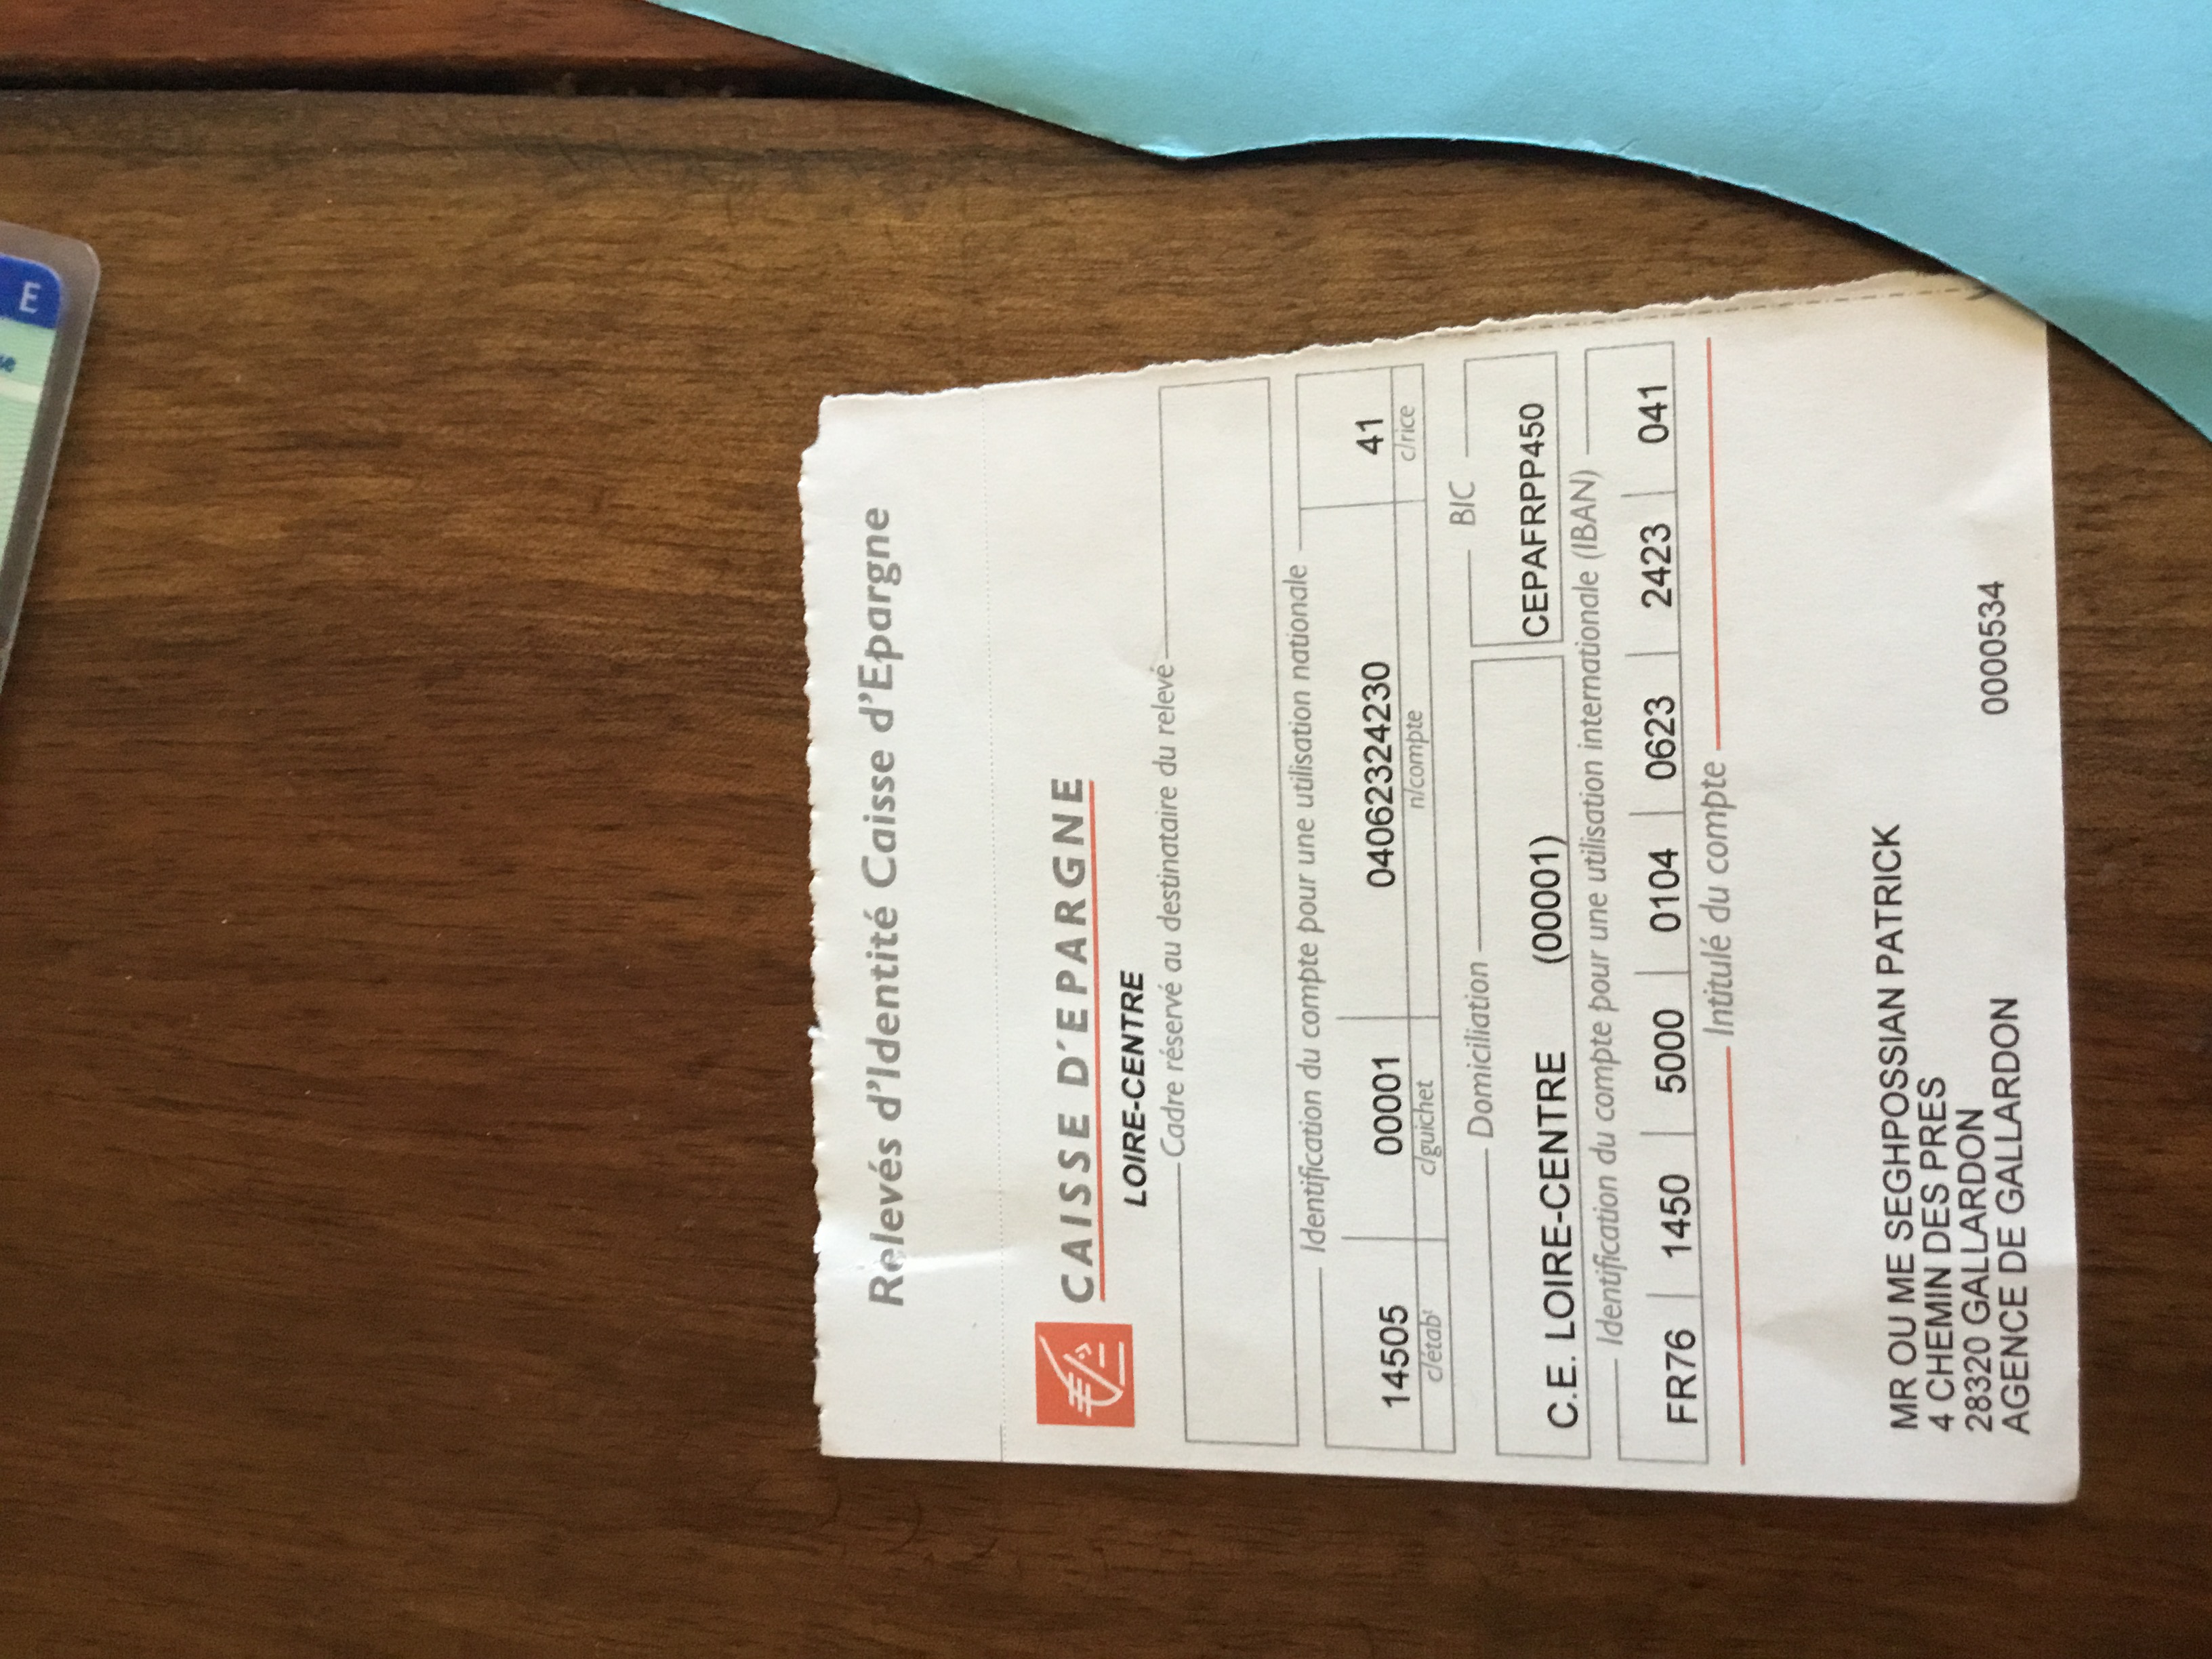 E
Relevés d'Identité Caisse d'Epargne
CAISSE D'EPARGNE
LOIRE-CENTRE
Cadre réservé au destinataire du relevé
Identification du compte pour une utilisation nationale
14505 00001 04062324230 41
c/étabt c/guichet n/compte c/rice
Domiciliation BIC
C.E. LOIRE-CENTRE (00001) CEPAFRPP450
Identification du compte pour une utilisation internationale (IBAN)
FR76 1450 5000 0104 0623 2423 041
Intitulé du compte
MR OU ME SEGHPOSSIAN PATRICK
4 CHEMIN DES PRES
28320 GALLARDON 0000534
AGENCE DE GALLARDON